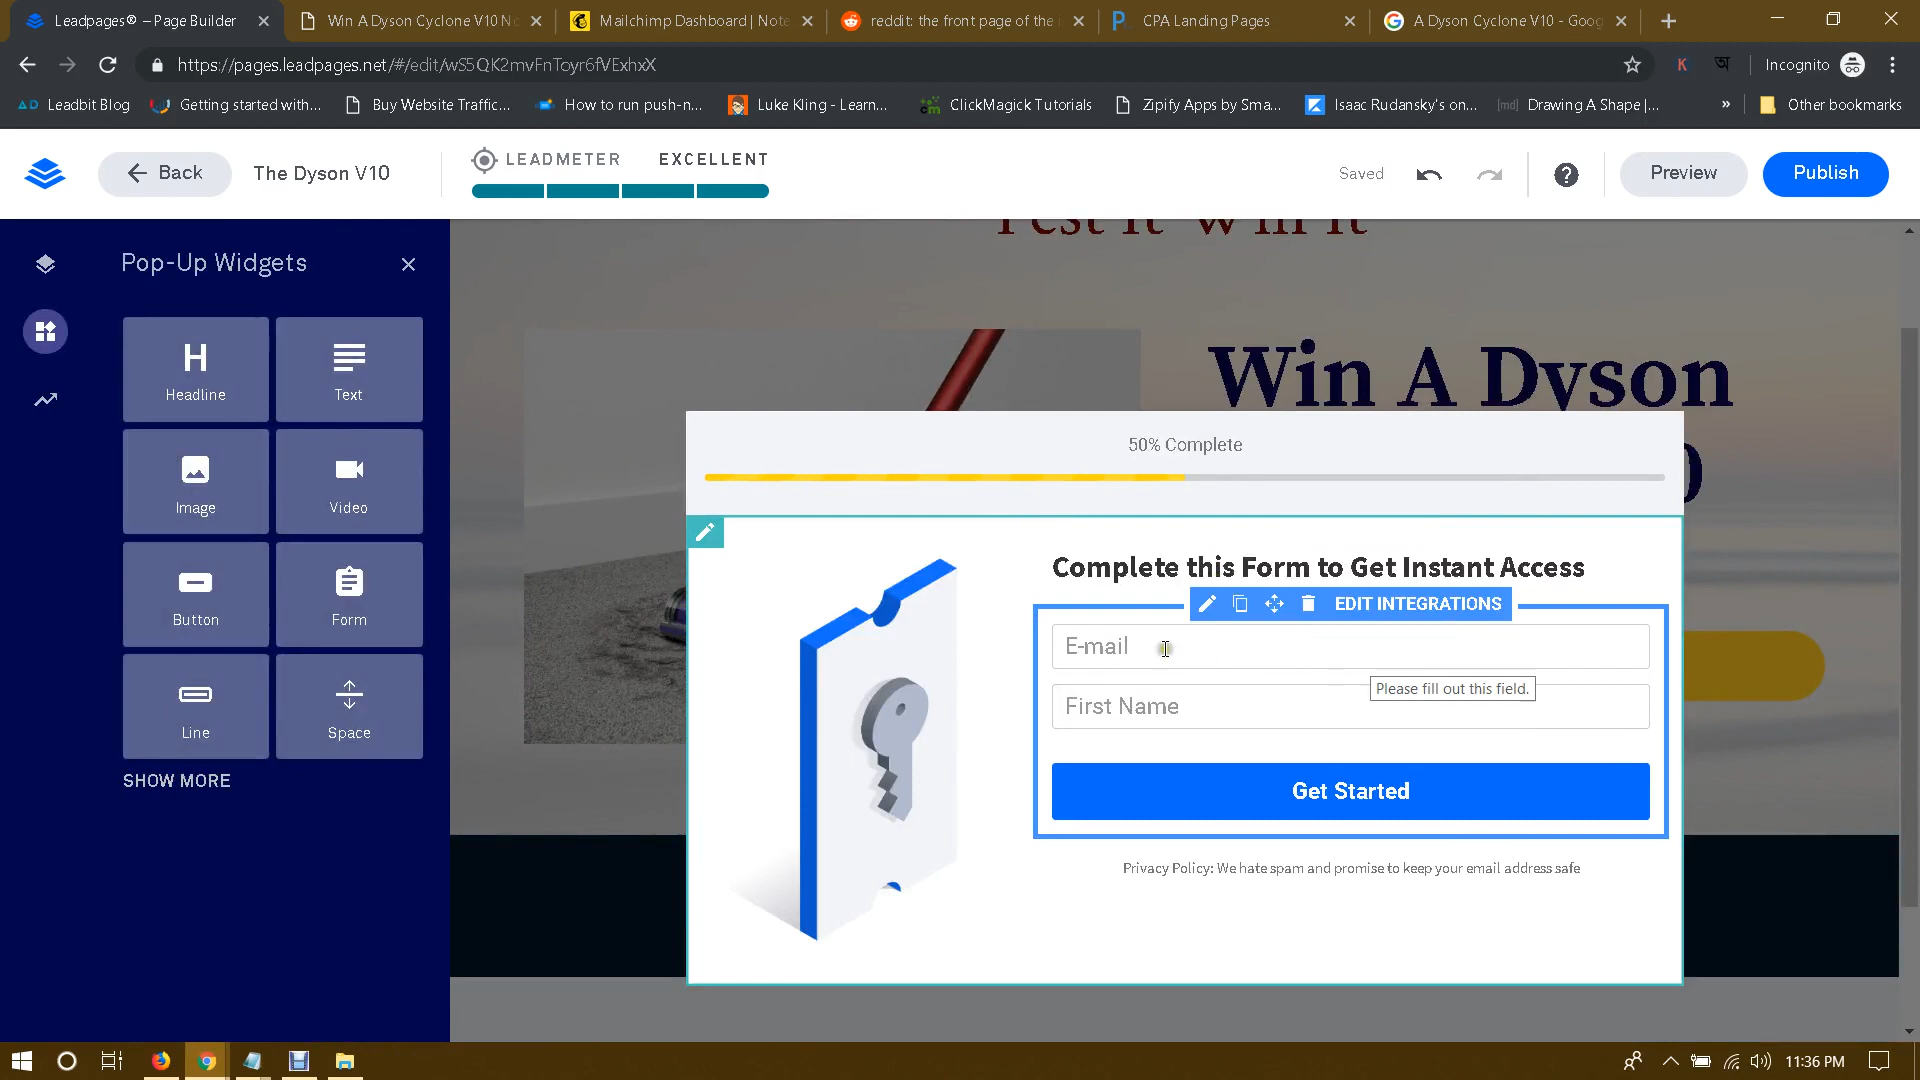 Leadpages® – Page Builder
Win A Dyson Cyclone V10 N
Mailchimp Dashboard | Note
reddit: the front page of the
CPA Landing Pages
A Dyson Cyclone V10 - Goog
https://pages.leadpages.net/#/edit/wS5QK2mvFnToyr6fVExhxX
K
অ
Incognito
Leadbit Blog
Getting started with...
Buy Website Traffic...
How to run push-n...
Luke Kling - Learn...
ClickMagick Tutorials
Zipify Apps by Sma...
Isaac Rudansky's on...
[md]
Drawing A Shape |...
»
Other bookmarks
Back
The Dyson V10
LEADMETER
EXCELLENT
Saved
Preview
Publish
Pop-Up Widgets
H
Headline
Text
Image
Video
Button
Form
Line
Space
SHOW MORE
Test It Win It
Win A Dyson
50% Complete
Complete this Form to Get Instant Access
EDIT INTEGRATIONS
E-mail
Please fill out this field.
First Name
Get Started
Privacy Policy: We hate spam and promise to keep your email address safe
11:36 PM